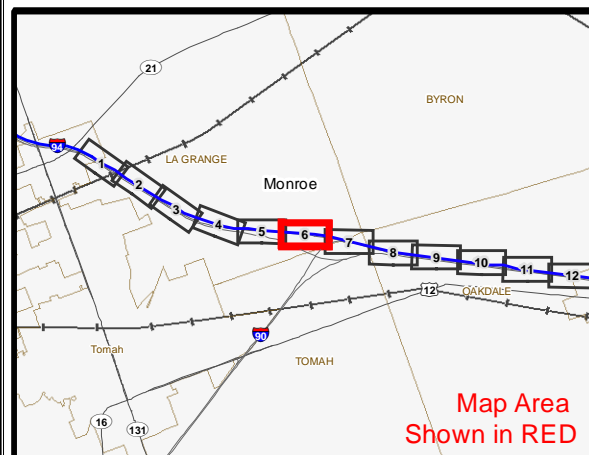 21
BYRON
94
LA GRANGE
1
2
Monroe
3
4
5
6
7
8
9
10
11
12
12
OAKDALE
90
Tomah
TOMAH
16
131
Map Area
Shown in RED